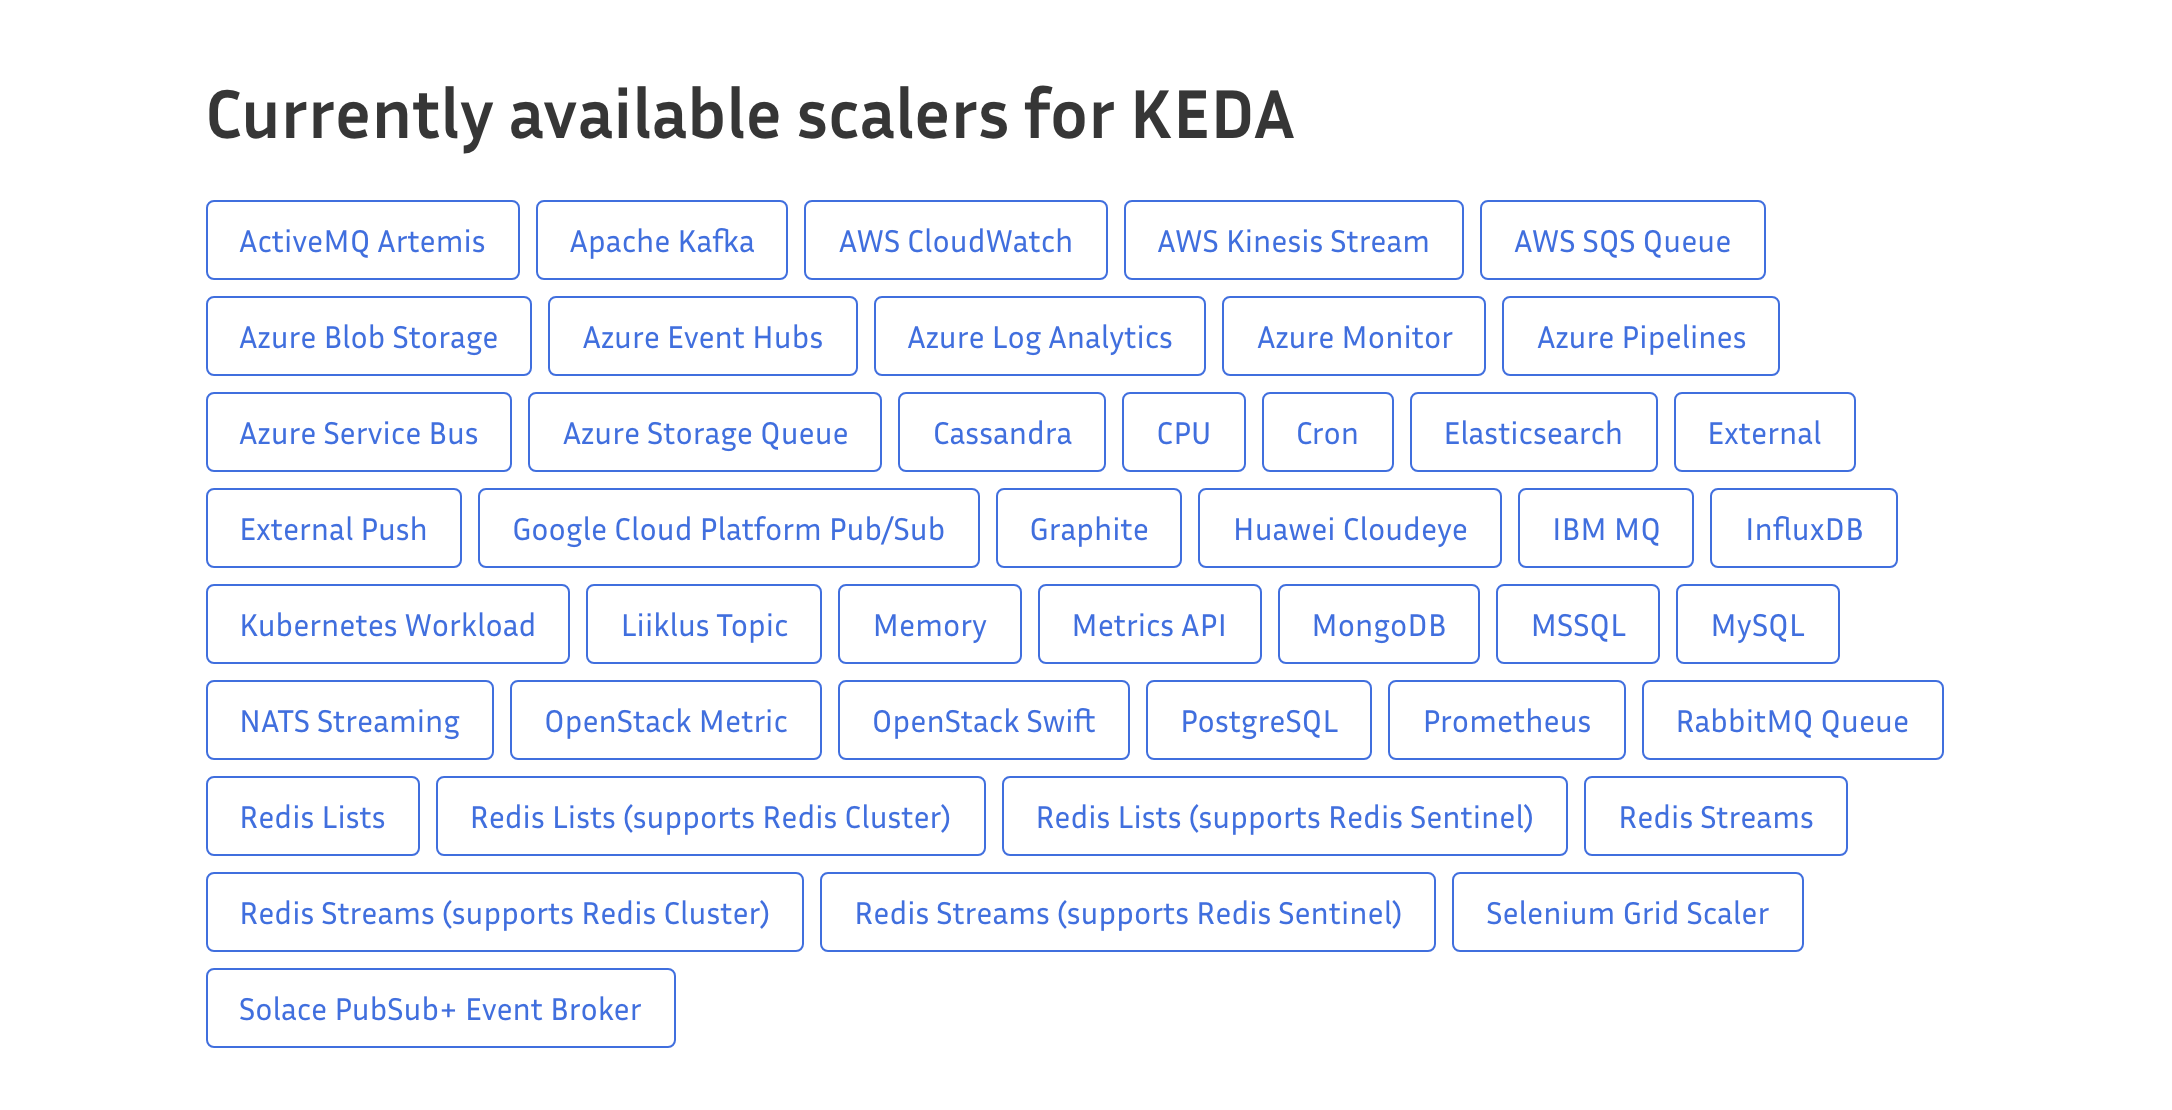 Currently available scalers for KEDA
ActiveMQ Artemis Apache Kafka AWS CloudWatch AWS Kinesis Stream AWS SQS Queue
Azure Blob Storage Azure Event Hubs Azure Log Analytics Azure Monitor Azure Pipelines
Azure Service Bus Azure Storage Queue Cassandra CPU Cron Elasticsearch External
External Push Google Cloud Platform Pub/Sub Graphite Huawei Cloudeye IBM MQ InfluxDB
Kubernetes Workload Liiklus Topic Memory Metrics API MongoDB MSSQL MySQL
NATS Streaming OpenStack Metric OpenStack Swift PostgreSQL Prometheus RabbitMQ Queue
Redis Lists Redis Lists (supports Redis Cluster) Redis Lists (supports Redis Sentinel) Redis Streams
Redis Streams (supports Redis Cluster) Redis Streams (supports Redis Sentinel) Selenium Grid Scaler
Solace PubSub+ Event Broker